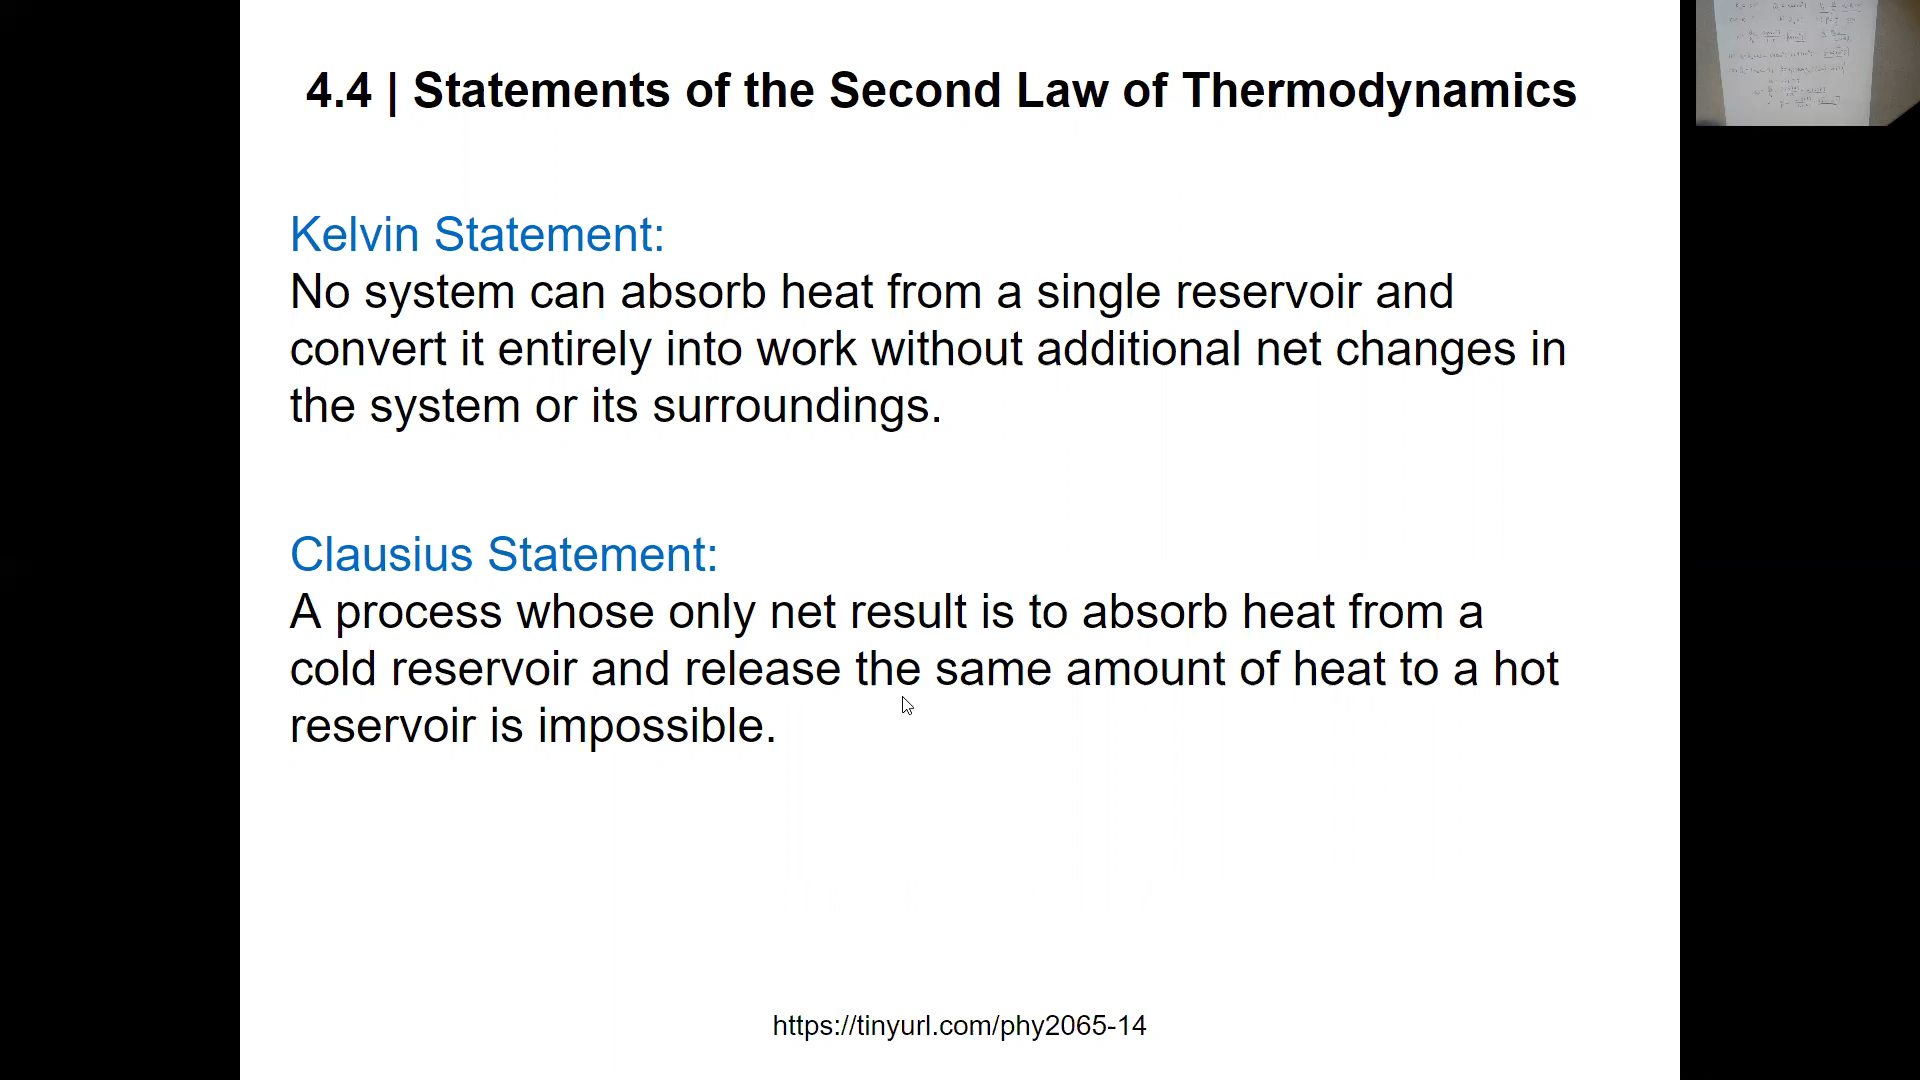 4.4 | Statements of the Second Law of Thermodynamics
Kelvin Statement:
No system can absorb heat from a single reservoir and
convert it entirely into work without additional net changes in
the system or its surroundings.
Clausius Statement:
A process whose only net result is to absorb heat from a
cold reservoir and release the same amount of heat to a hot
reservoir is impossible.
https://tinyurl.com/phy2065-14